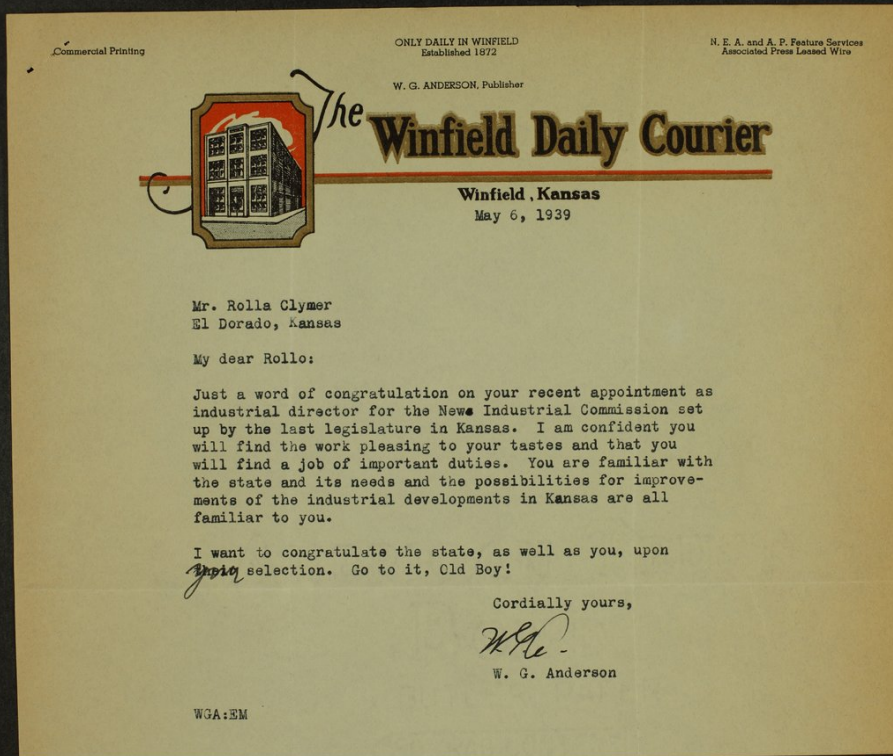 Commercial Printing
ONLY DAILY IN WINFIELD
Established 1872
N. E. A. and A. P. Feature Services
Associated Press Leased Wire
W. G. ANDERSON, Publisher
The Winfield Daily Courier
Winfield, Kansas
May 6, 1939
Mr. Rolla Clymer
El Dorado, Kansas
My dear Rollo:
Just a word of congratulation on your recent appointment as
industrial director for the News Industrial Commission set
up by the last legislature in Kansas. I am confident you
will find the work pleasing to your tastes and that you
will find a job of important duties. You are familiar with
the state and its needs and the possibilities for improve-
ments of the industrial developments in Kansas are all
familiar to you.
I want to congratulate the state, as well as you, upon
your selection. Go to it, Old Boy!
Cordially yours,
W. G. Anderson
WGA:EM